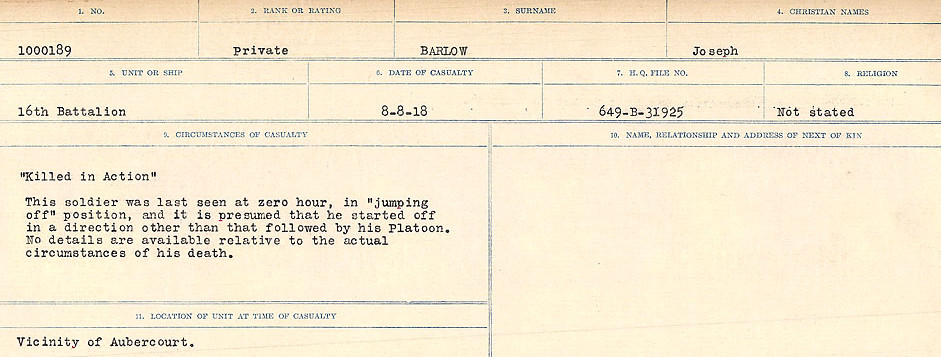 1. NO.
2. RANK OR RATING
3. SURNAME
4. CHRISTIAN NAMES
1000189
Private
BARLOW
Joseph
5. UNIT OR SHIP
6. DATE OF CASUALTY
7. H.Q. FILE NO.
8. RELIGION
16th Battalion
8-8-18
649-B-31925
Not stated
9. CIRCUMSTANCES OF CASUALTY
10. NAME, RELATIONSHIP AND ADDRESS OF NEXT OF KIN
"Killed in Action"
This soldier was last seen at zero hour, in "jumping
off" position, and it is presumed that he started off
in a direction other than that followed by his Platoon.
No details are available relative to the actual
circumstances of his death.
11. LOCATION OF UNIT AT TIME OF CASUALTY
Vicinity of Aubercourt.